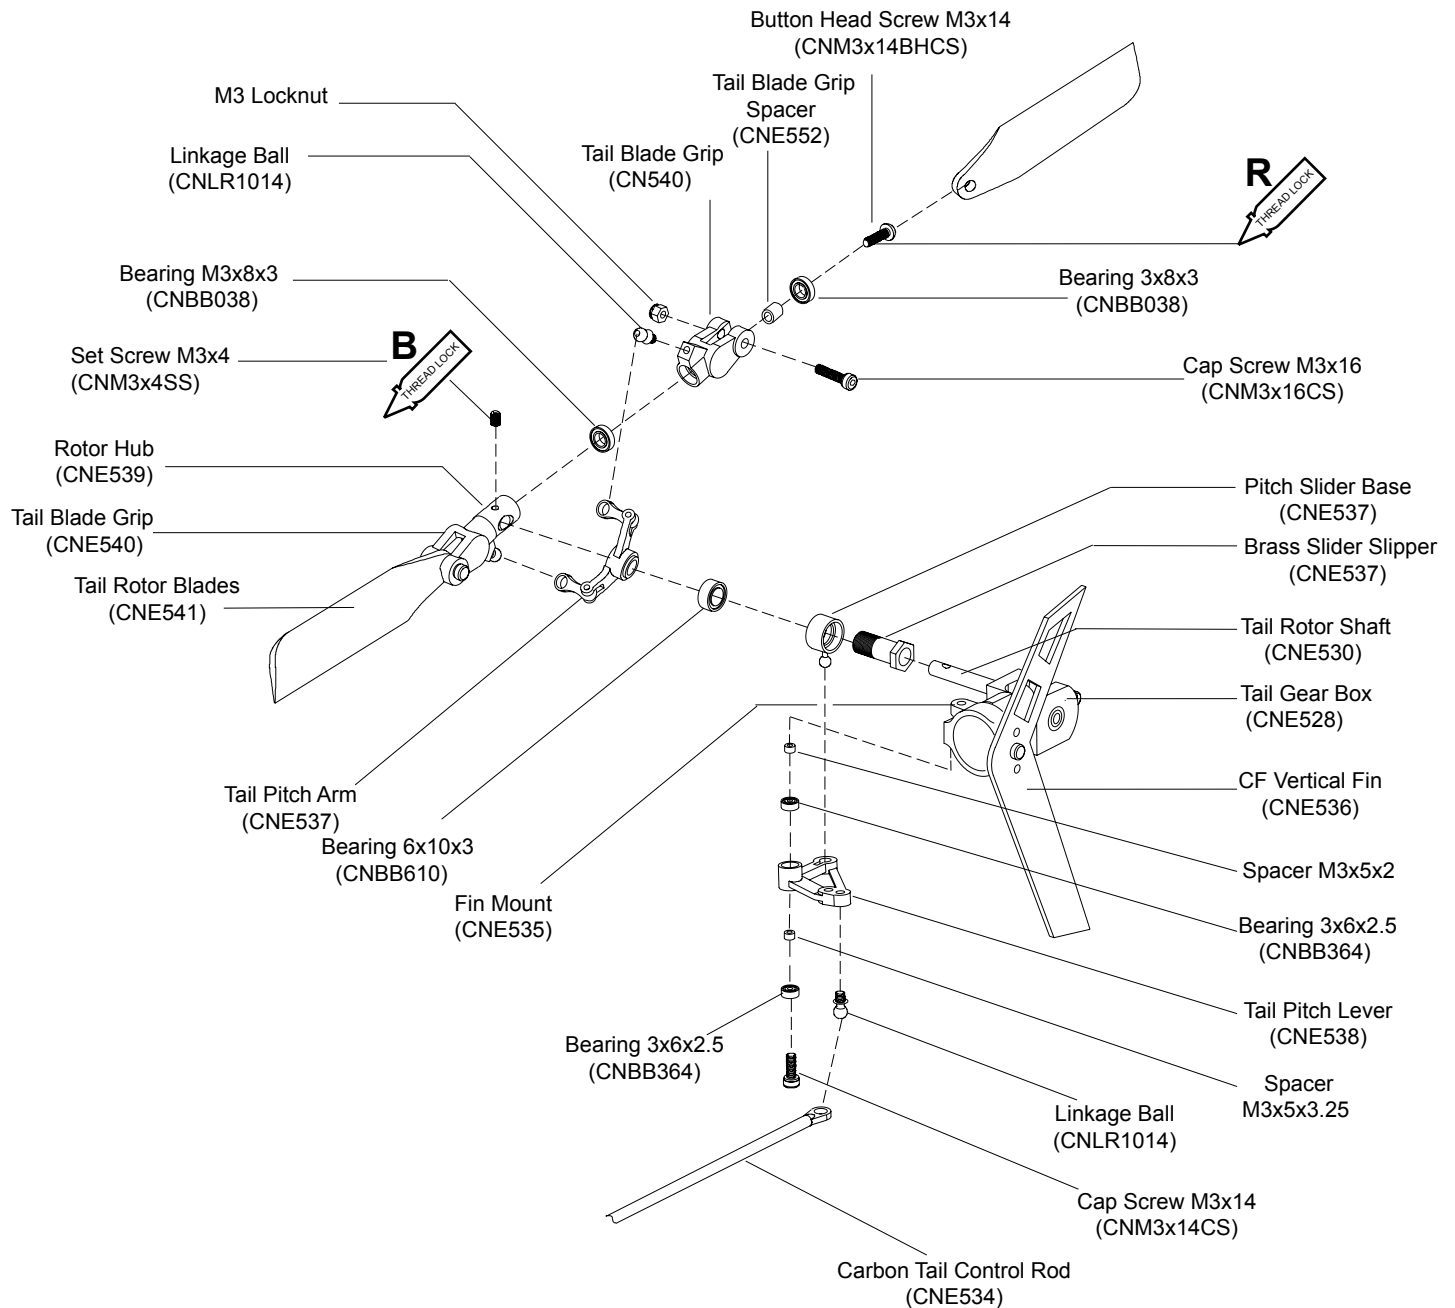 Button Head Screw M3x14
(CNM3x14BHCS)
M3 Locknut
Tail Blade Grip
Spacer
(CNE552)
Linkage Ball
(CNLR1014)
Tail Blade Grip
(CN540)
R
THREAD LOCK
Bearing M3x8x3
(CNBB038)
Bearing 3x8x3
(CNBB038)
Set Screw M3x4
(CNM3x4SS)
B
THREAD LOCK
Cap Screw M3x16
(CNM3x16CS)
Rotor Hub
(CNE539)
Pitch Slider Base
(CNE537)
Tail Blade Grip
(CNE540)
Brass Slider Slipper
(CNE537)
Tail Rotor Blades
(CNE541)
Tail Rotor Shaft
(CNE530)
Tail Gear Box
(CNE528)
Tail Pitch Arm
(CNE537)
CF Vertical Fin
(CNE536)
Bearing 6x10x3
(CNBB610)
Spacer M3x5x2
Fin Mount
(CNE535)
Bearing 3x6x2.5
(CNBB364)
Tail Pitch Lever
(CNE538)
Bearing 3x6x2.5
(CNBB364)
Spacer
M3x5x3.25
Linkage Ball
(CNLR1014)
Cap Screw M3x14
(CNM3x14CS)
Carbon Tail Control Rod
(CNE534)